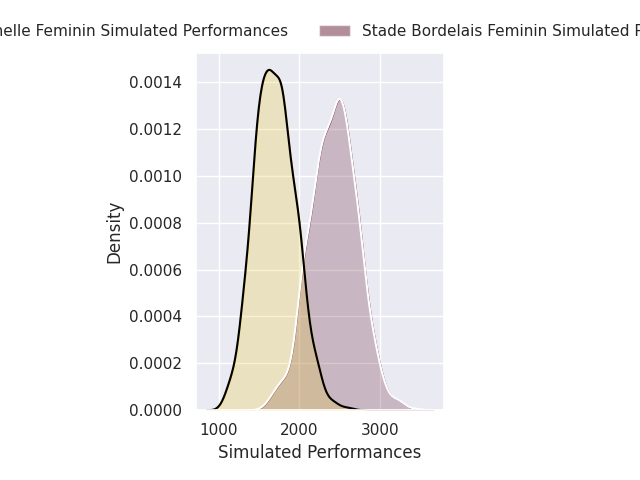 elle Feminin Simulated Performances Stade Bordelais Feminin Simulated
0.0014
0.0012
0.0010
0.0008
0.0006
0.0004
0.0002
0.0000
Density
1000 2000 3000
Simulated Performances